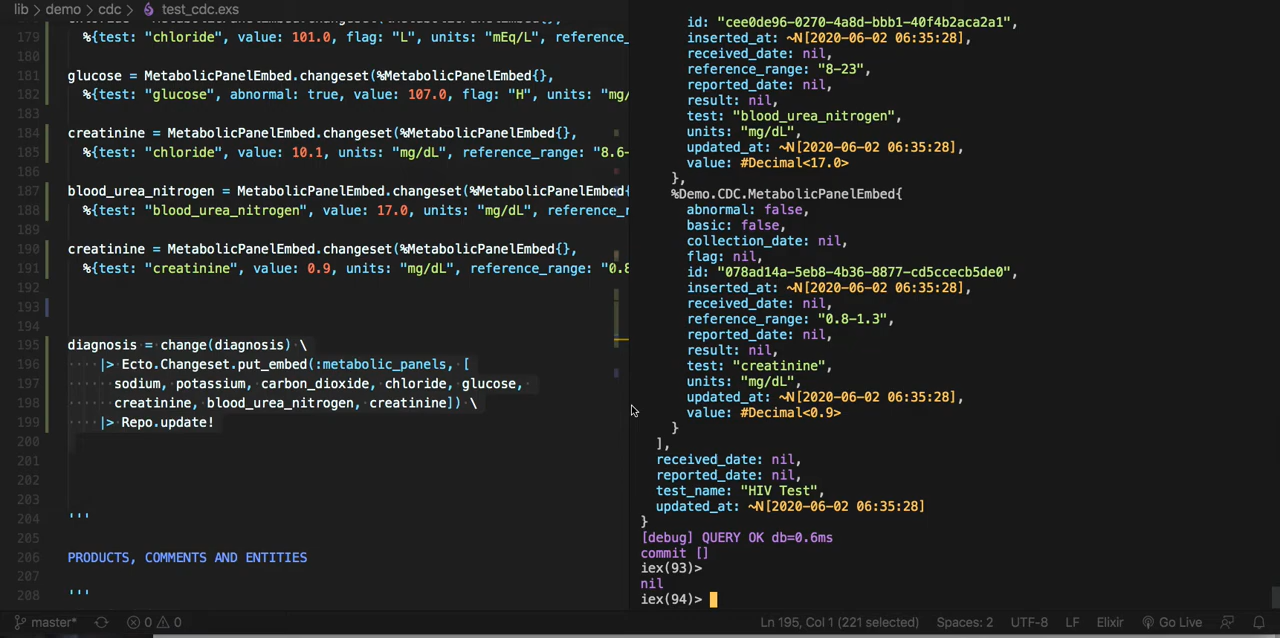 lib > demo > cdc > test_cdc.exs
179 %{test: "chloride", value: 101.0, flag: "L", units: "mEq/L", reference_
180
181 glucose = MetabolicPanelEmbed.changeset(%MetabolicPanelEmbed{},
182 %{test: "glucose", abnormal: true, value: 107.0, flag: "H", units: "mg/
183
184 creatinine = MetabolicPanelEmbed.changeset(%MetabolicPanelEmbed{},
185 %{test: "chloride", value: 10.1, units: "mg/dL", reference_range: "8.6-
186
187 blood_urea_nitrogen = MetabolicPanelEmbed.changeset(%MetabolicPanelEmbed{
188 %{test: "blood_urea_nitrogen", value: 17.0, units: "mg/dL", reference_r
189
190 creatinine = MetabolicPanelEmbed.changeset(%MetabolicPanelEmbed{},
191 %{test: "creatinine", value: 0.9, units: "mg/dL", reference_range: "0.8
192
193
194
195 diagnosis = change(diagnosis) \
196 |> Ecto.Changeset.put_embed(:metabolic_panels, [
197 sodium, potassium, carbon_dioxide, chloride, glucose,
198 creatinine, blood_urea_nitrogen, creatinine]) \
199 |> Repo.update!
200
201
202
203
204 '''
205
206 PRODUCTS, COMMENTS AND ENTITIES
207
208 '''
id: "cee0de96-0270-4a8d-bbb1-40f4b2aca2a1",
inserted_at: ~N[2020-06-02 06:35:28],
received_date: nil,
reference_range: "8-23",
reported_date: nil,
result: nil,
test: "blood_urea_nitrogen",
units: "mg/dL",
updated_at: ~N[2020-06-02 06:35:28],
value: #Decimal<17.0>
},
%Demo.CDC.MetabolicPanelEmbed{
abnormal: false,
basic: false,
collection_date: nil,
flag: nil,
id: "078ad14a-5eb8-4b36-8877-cd5ccecb5de0",
inserted_at: ~N[2020-06-02 06:35:28],
received_date: nil,
reference_range: "0.8-1.3",
reported_date: nil,
result: nil,
test: "creatinine",
units: "mg/dL",
updated_at: ~N[2020-06-02 06:35:28],
value: #Decimal<0.9>
}
],
received_date: nil,
reported_date: nil,
test_name: "HIV Test",
updated_at: ~N[2020-06-02 06:35:28]
}
[debug] QUERY OK db=0.6ms
commit []
iex(93)>
nil
iex(94)>
master* 0 0 Ln 195, Col 1 (221 selected) Spaces: 2 UTF-8 LF Elixir Go Live